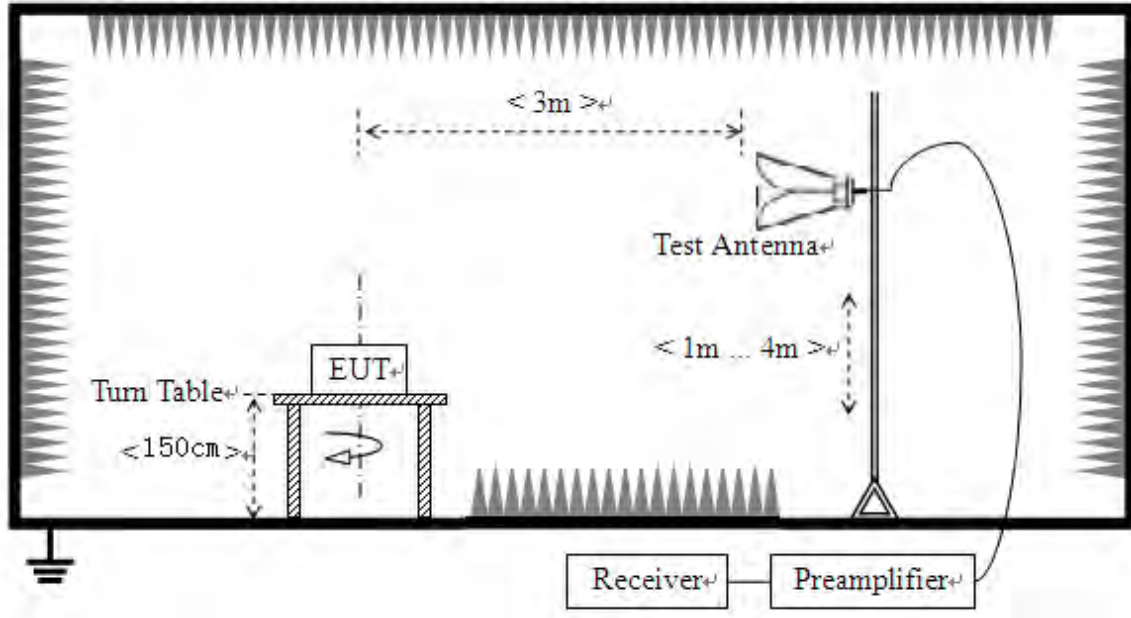 < 3m >↵
Test Antenna↵
< 1m ... 4m >↵
EUT↵
Turn Table↵
<150cm>↵
Receiver↵
Preamplifier↵